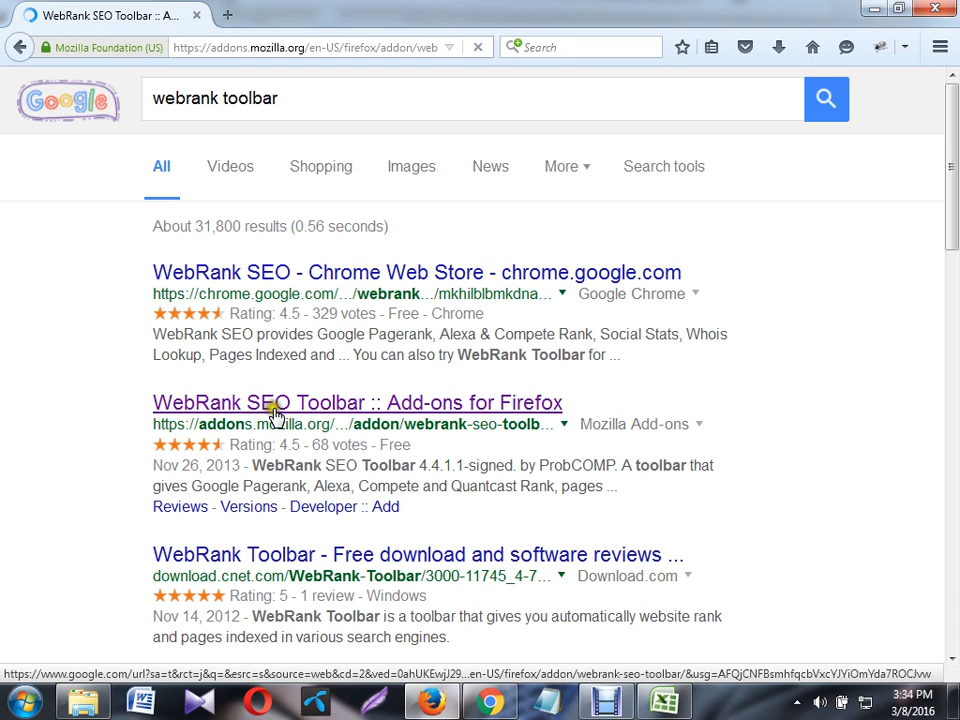 WebRank SEO Toolbar :: A...
Mozilla Foundation (US)
https://addons.mozilla.org/en-US/firefox/addon/web
Search
Google
webrank toolbar
All Videos Shopping Images News More Search tools
About 31,800 results (0.56 seconds)
WebRank SEO - Chrome Web Store - chrome.google.com
https://chrome.google.com/.../webrank.../mkhilblbmkdna... Google Chrome
Rating: 4.5 - 329 votes - Free - Chrome
WebRank SEO provides Google Pagerank, Alexa & Compete Rank, Social Stats, Whois
Lookup, Pages Indexed and ... You can also try WebRank Toolbar for ...
WebRank SEO Toolbar :: Add-ons for Firefox
https://addons.mozilla.org/.../addon/webrank-seo-toolb... Mozilla Add-ons
Rating: 4.5 - 68 votes - Free
Nov 26, 2013 - WebRank SEO Toolbar 4.4.1.1-signed. by ProbCOMP. A toolbar that
gives Google Pagerank, Alexa, Compete and Quantcast Rank, pages ...
Reviews - Versions - Developer :: Add
WebRank Toolbar - Free download and software reviews ...
download.cnet.com/WebRank-Toolbar/3000-11745_4-7... Download.com
Rating: 5 - 1 review - Windows
Nov 14, 2012 - WebRank Toolbar is a toolbar that gives you automatically website rank
and pages indexed in various search engines.
https://www.google.com/url?sa=t&rct=j&q=&esrc=s&source=web&cd=2&ved=0ahUKEwjJ29...en-US/firefox/addon/webrank-seo-toolbar/&usg=AFQjCNFBsmhfqcbVxcYJYiOmYda7ROCJvw
3:34 PM
3/8/2016